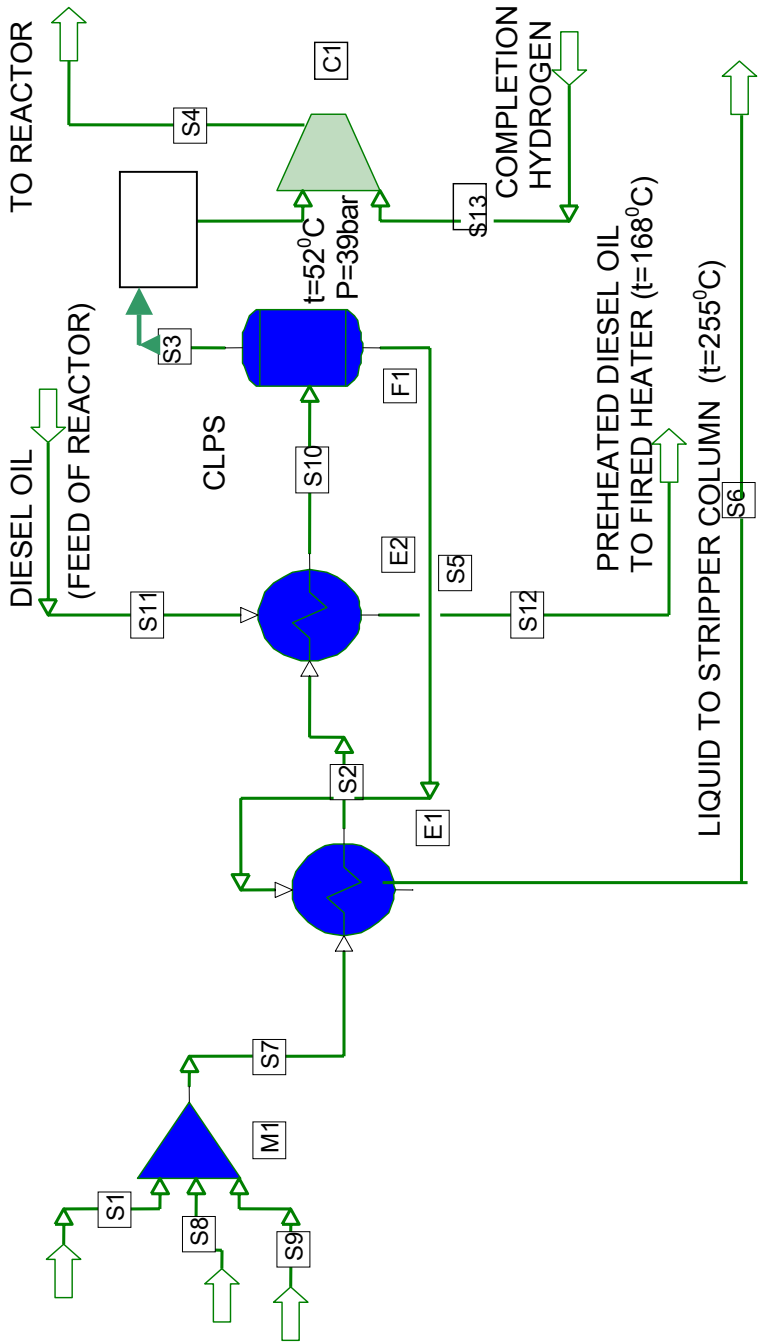 DIESEL OIL
(FEED OF REACTOR)
TO REACTOR
S1
S11
S3
S4
S8
CLPS
M1
S7
S9
S10
t=52⁰C
P=39bar
C1
S2
E2
F1
E1
S5
S13
COMPLETION
HYDROGEN
S12
PREHEATED DIESEL OIL
TO FIRED HEATER (t=168⁰C)
LIQUID TO STRIPPER COLUMN (t=255⁰C)
S6